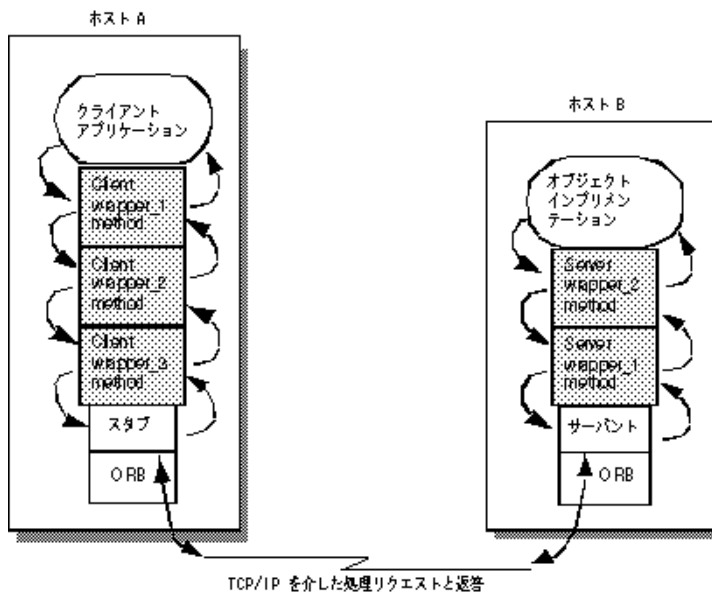 ホスト A
クライアント
アプリケーション
Client
wrapper_1
method
Client
wrapper_2
method
Client
wrapper_3
method
スタブ
ORB
ホスト B
オブジェクト
インプリメン
テーション
Server
wrapper_2
method
Server
wrapper_1
method
サーバント
ORB
TCP/IP を介した処理リクエストと返答